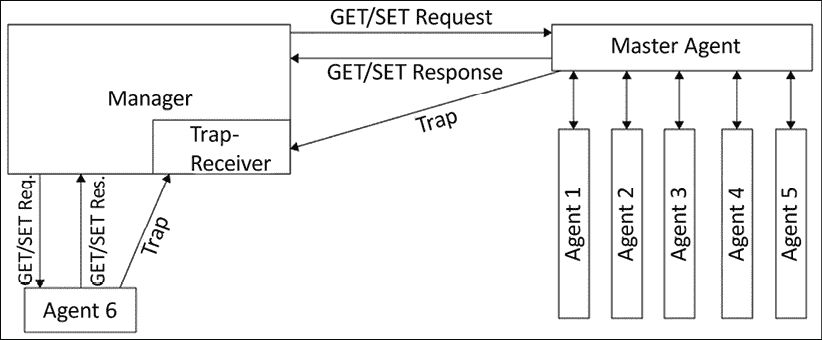 GET/SET Request
Master Agent
GET/SET Response
Manager
Trap
Trap-
Receiver
GET/SET Req.
GET/SET Res.
Trap
Agent 1
Agent 2
Agent 3
Agent 4
Agent 5
Agent 6